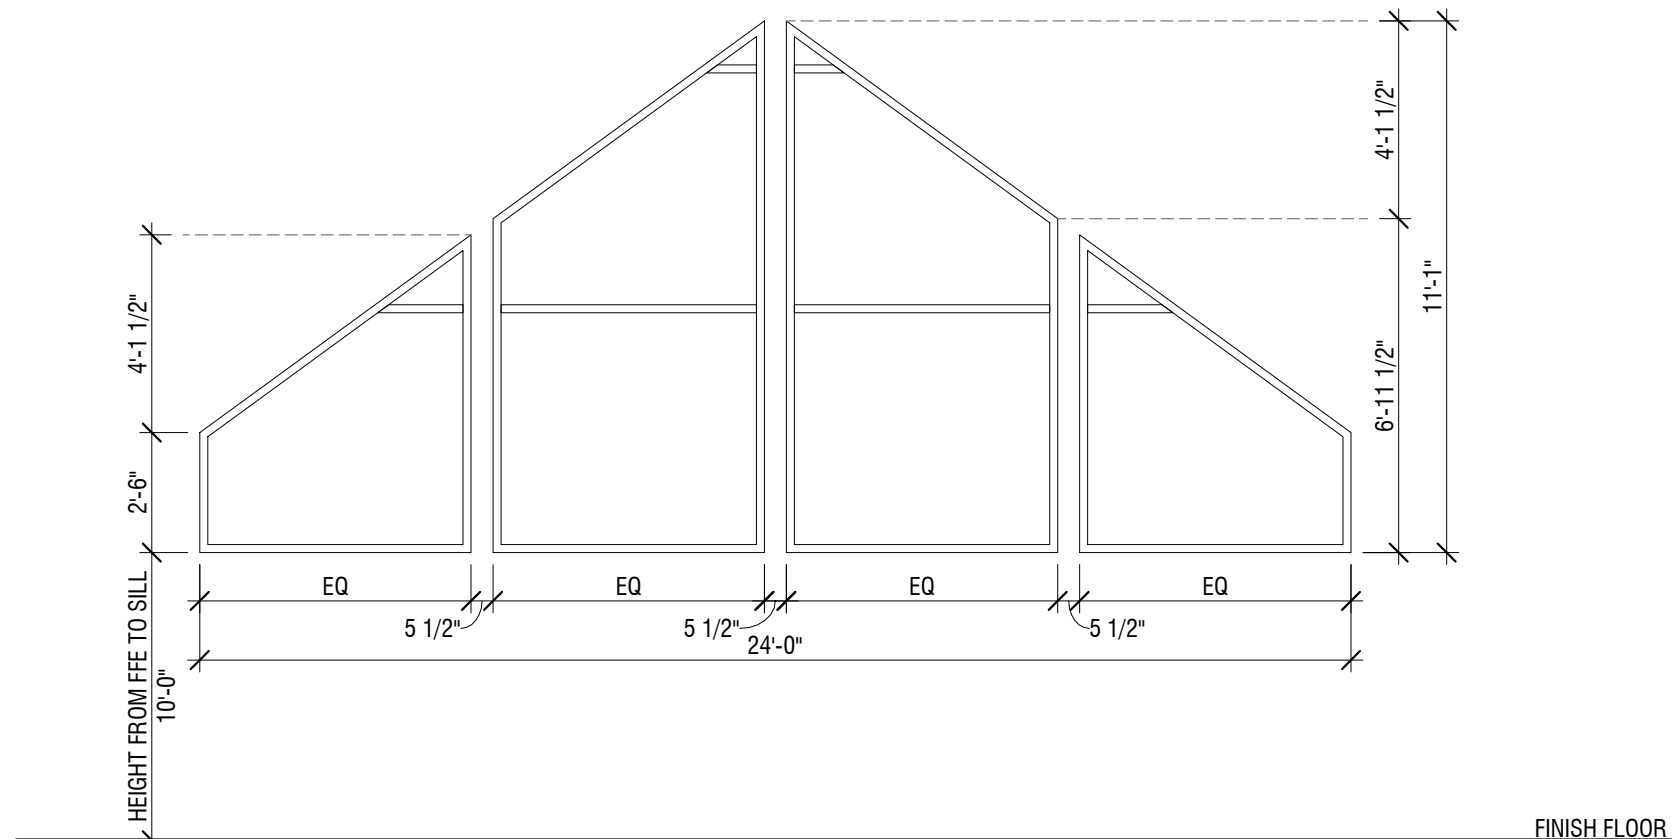 4'-1 1/2"
11'-1"
4'-1 1/2"
6'-11 1/2"
2'-6"
EQ
EQ
EQ
EQ
5 1/2"
5 1/2"
5 1/2"
24'-0"
HEIGHT FROM FFE TO SILL
10'-0"
FINISH FLOOR